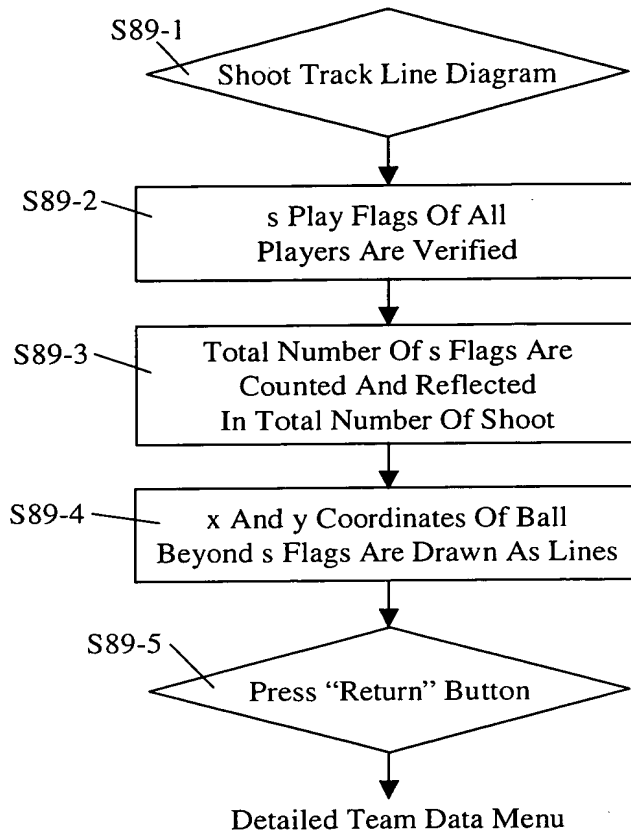 S89-1
Shoot Track Line Diagram
S89-2
s Play Flags Of All
Players Are Verified
S89-3
Total Number Of s Flags Are
Counted And Reflected
In Total Number Of Shoot
S89-4
x And y Coordinates Of Ball
Beyond s Flags Are Drawn As Lines
S89-5
Press “Return” Button
Detailed Team Data Menu